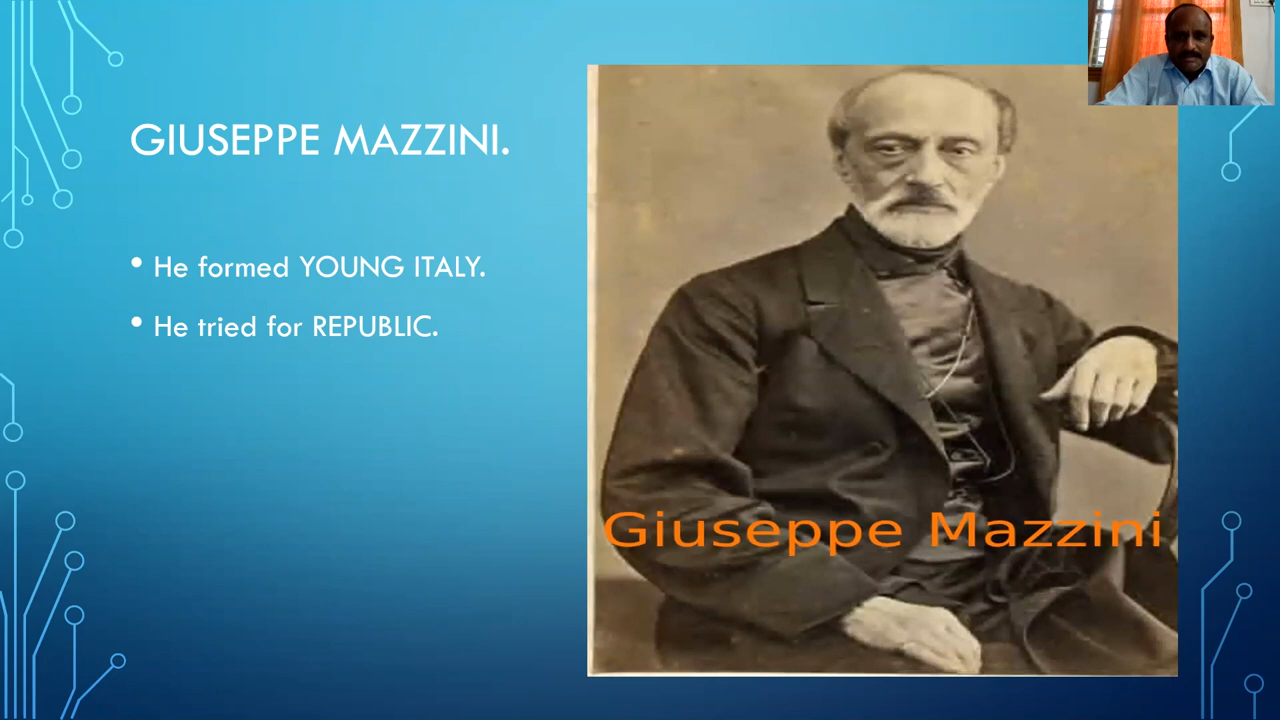 GIUSEPPE MAZZINI.
• He formed YOUNG ITALY.
• He tried for REPUBLIC.
Giuseppe Mazzini